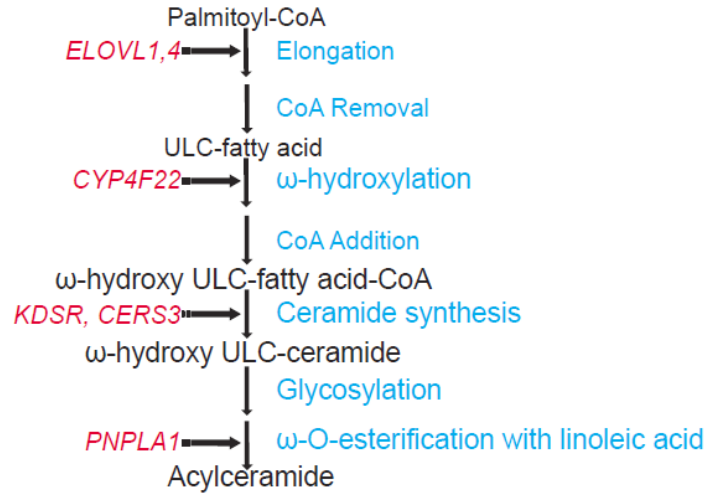 Palmitoyl-CoA
ELOVL1,4 Elongation
CoA Removal
ULC-fatty acid
CYP4F22 ω-hydroxylation
CoA Addition
ω-hydroxy ULC-fatty acid-CoA
KDSR, CERS3 Ceramide synthesis
ω-hydroxy ULC-ceramide
Glycosylation
PNPLA1 ω-O-esterification with linoleic acid
Acylceramide